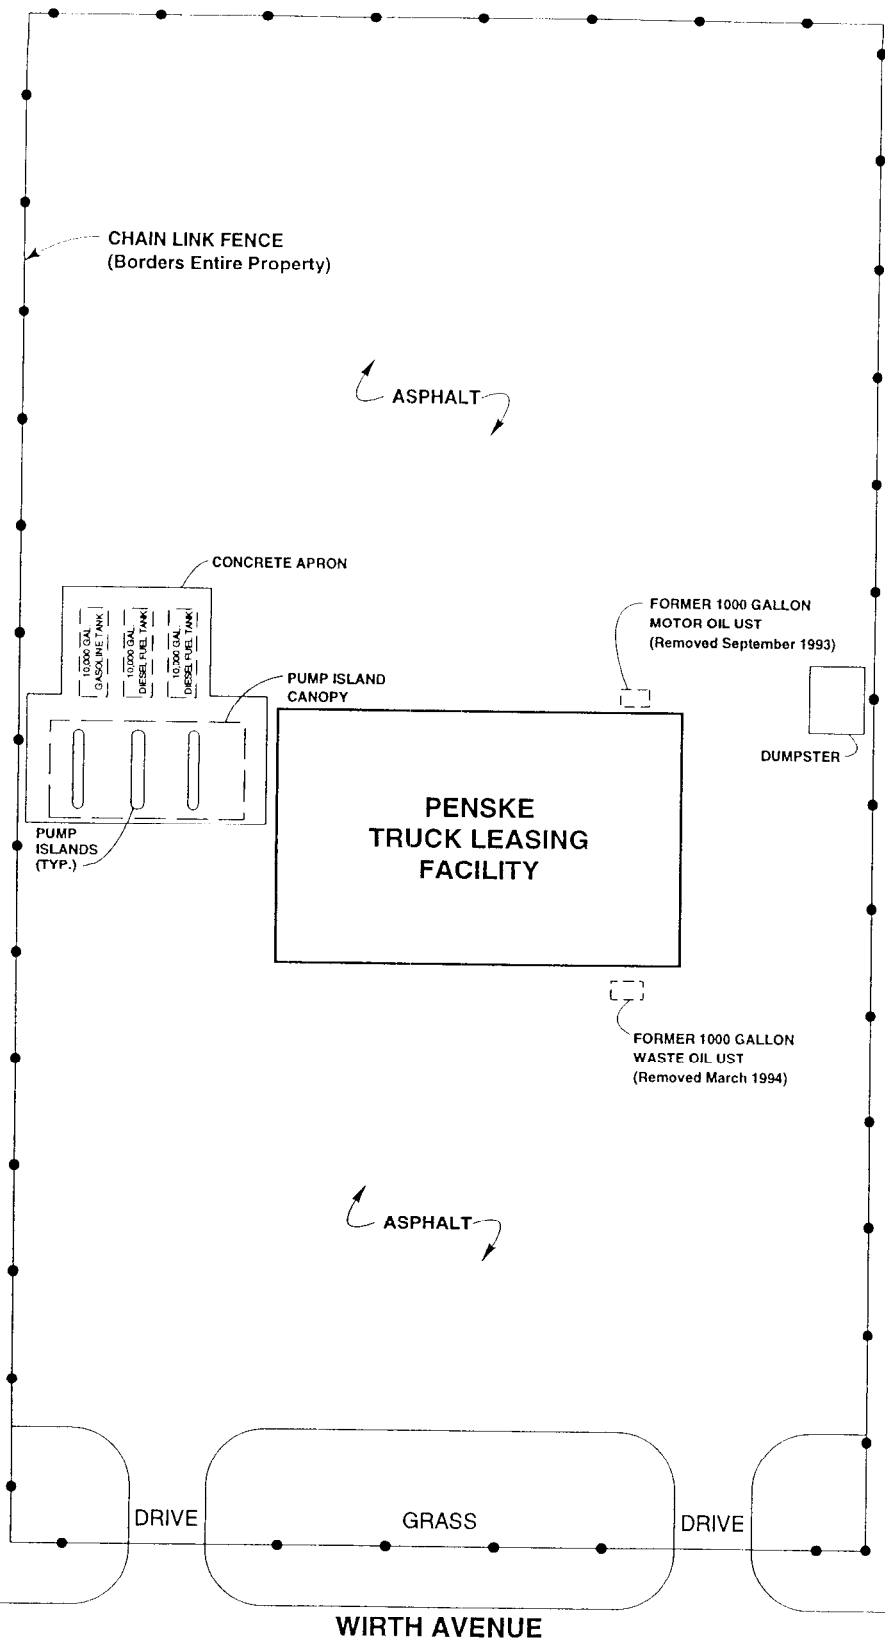 CHAIN LINK FENCE
(Borders Entire Property)
ASPHALT
CONCRETE APRON
10,000 GAL.
GASOLINE TANK
10,000 GAL.
DIESEL FUEL TANK
10,000 GAL.
DIESEL FUEL TANK
FORMER 1000 GALLON
MOTOR OIL UST
(Removed September 1993)
PUMP ISLAND
CANOPY
DUMPSTER
PENSKE
TRUCK LEASING
FACILITY
PUMP
ISLANDS
(TYP.)
FORMER 1000 GALLON
WASTE OIL UST
(Removed March 1994)
ASPHALT
DRIVE
GRASS
DRIVE
WIRTH AVENUE